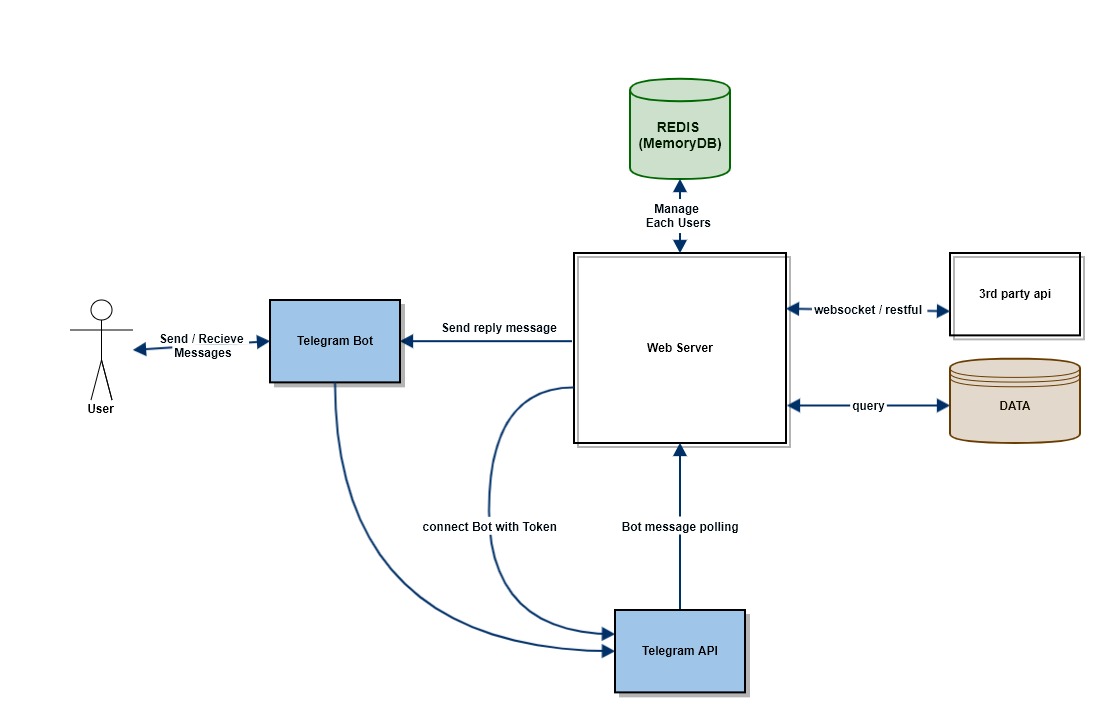 REDIS
(MemoryDB)
Manage
Each Users
3rd party api
websocket / restful
Send reply message
Send / Recieve
Messages
Telegram Bot
Web Server
User
query
DATA
connect Bot with Token
Bot message polling
Telegram API